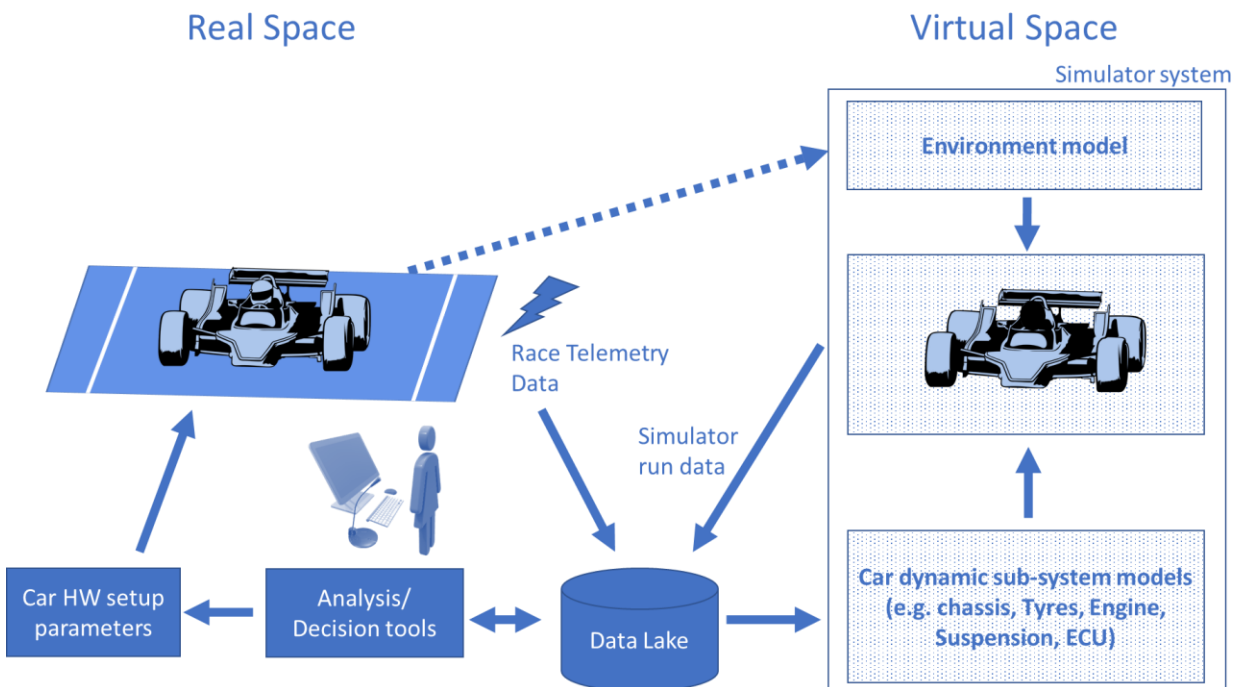 Real Space
Virtual Space
Simulator system
Environment model
Race Telemetry
Data
Simulator
run data
Car HW setup
parameters
Analysis/
Decision tools
Data Lake
Car dynamic sub-system models
(e.g. chassis, Tyres, Engine,
Suspension, ECU)